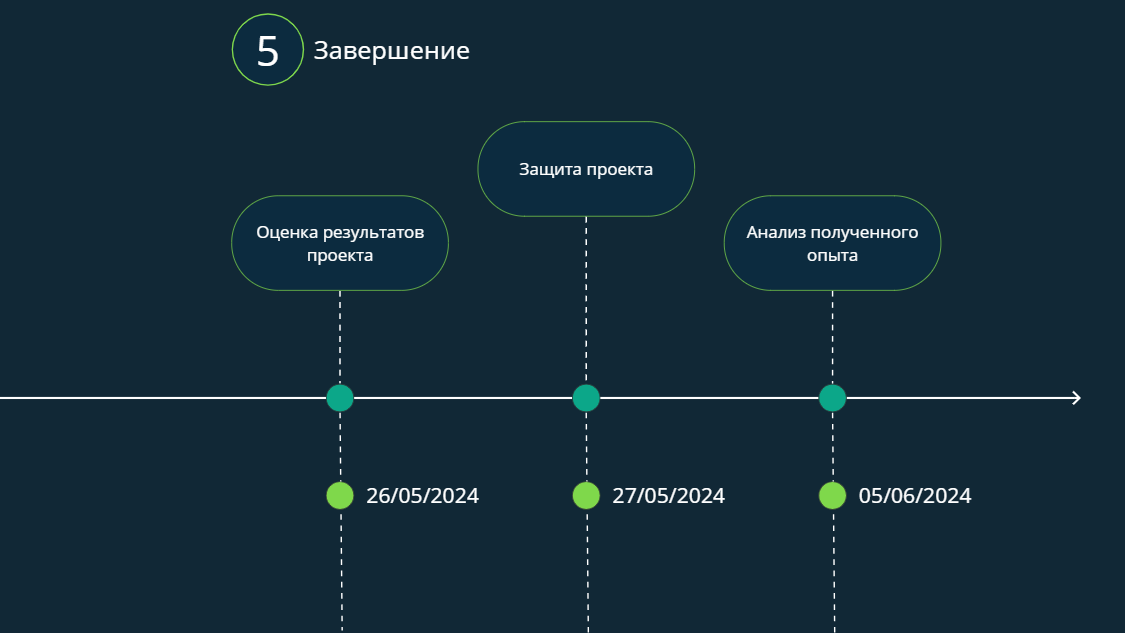 5
Завершение
Защита проекта
Оценка результатов
проекта
Анализ полученного
опыта
26/05/2024
27/05/2024
05/06/2024